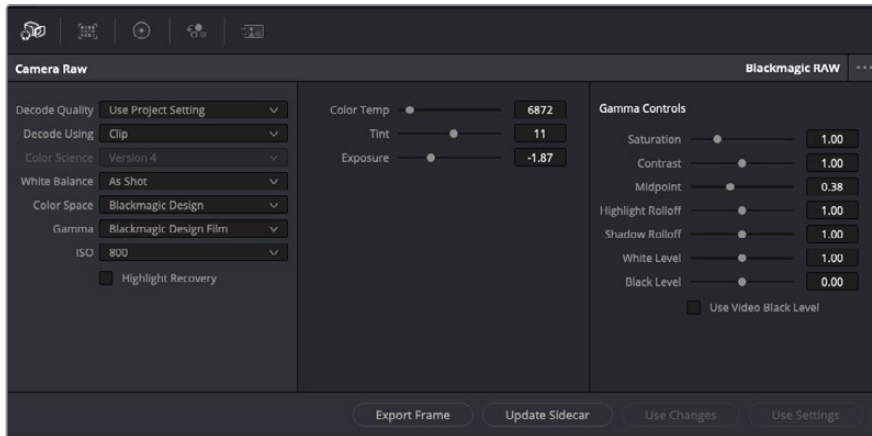 Camera Raw
Blackmagic RAW
Decode Quality Use Project Setting
Decode Using Clip
Color Science Version 4
White Balance As Shot
Color Space Blackmagic Design
Gamma Blackmagic Design Film
ISO 800
Highlight Recovery
Color Temp 6872
Tint 11
Exposure -1.87
Gamma Controls
Saturation 1.00
Contrast 1.00
Midpoint 0.38
Highlight Rolloff 1.00
Shadow Rolloff 1.00
White Level 1.00
Black Level 0.00
Use Video Black Level
Export Frame
Update Sidecar
Use Changes
Use Settings